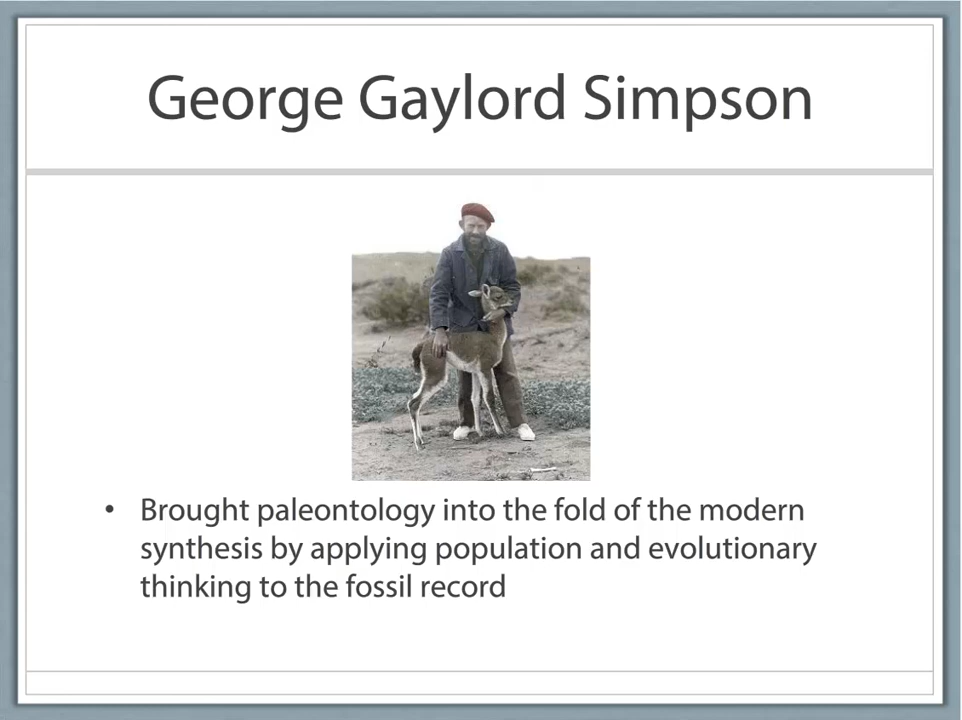 George Gaylord Simpson
• Brought paleontology into the fold of the modern
synthesis by applying population and evolutionary
thinking to the fossil record